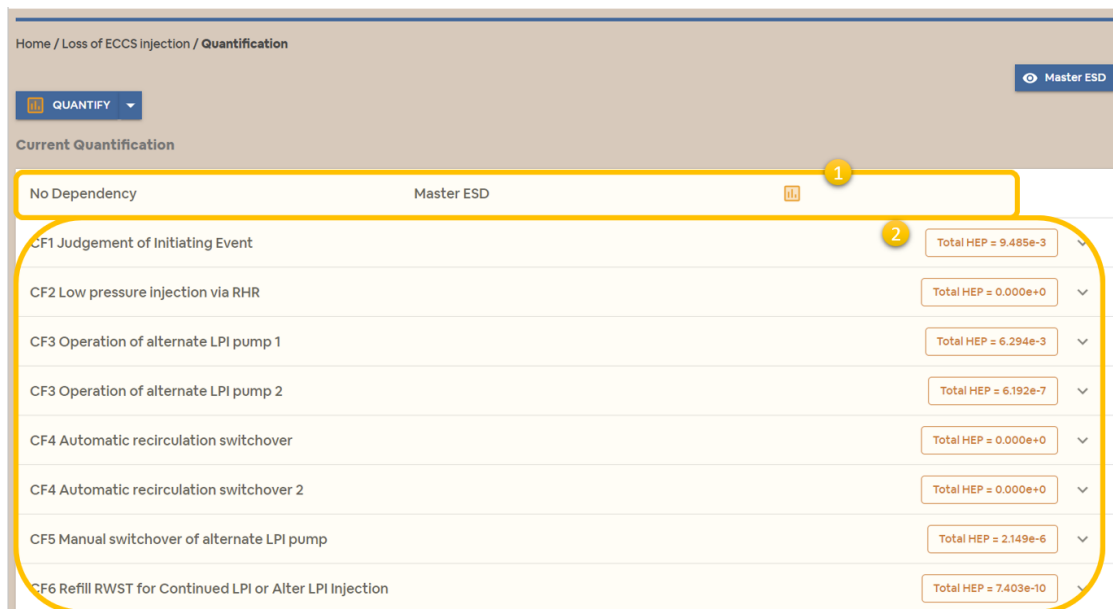 Home / Loss of ECCS injection / Quantification
Master ESD
QUANTIFY
Current Quantification
1
No Dependency Master ESD
2
CF1 Judgement of Initiating Event Total HEP = 9.485e-3
CF2 Low pressure injection via RHR Total HEP = 0.000e+0
CF3 Operation of alternate LPI pump 1 Total HEP = 6.294e-3
CF3 Operation of alternate LPI pump 2 Total HEP = 6.192e-7
CF4 Automatic recirculation switchover Total HEP = 0.000e+0
CF4 Automatic recirculation switchover 2 Total HEP = 0.000e+0
CF5 Manual switchover of alternate LPI pump Total HEP = 2.149e-6
CF6 Refill RWST for Continued LPI or Alter LPI Injection Total HEP = 7.403e-10